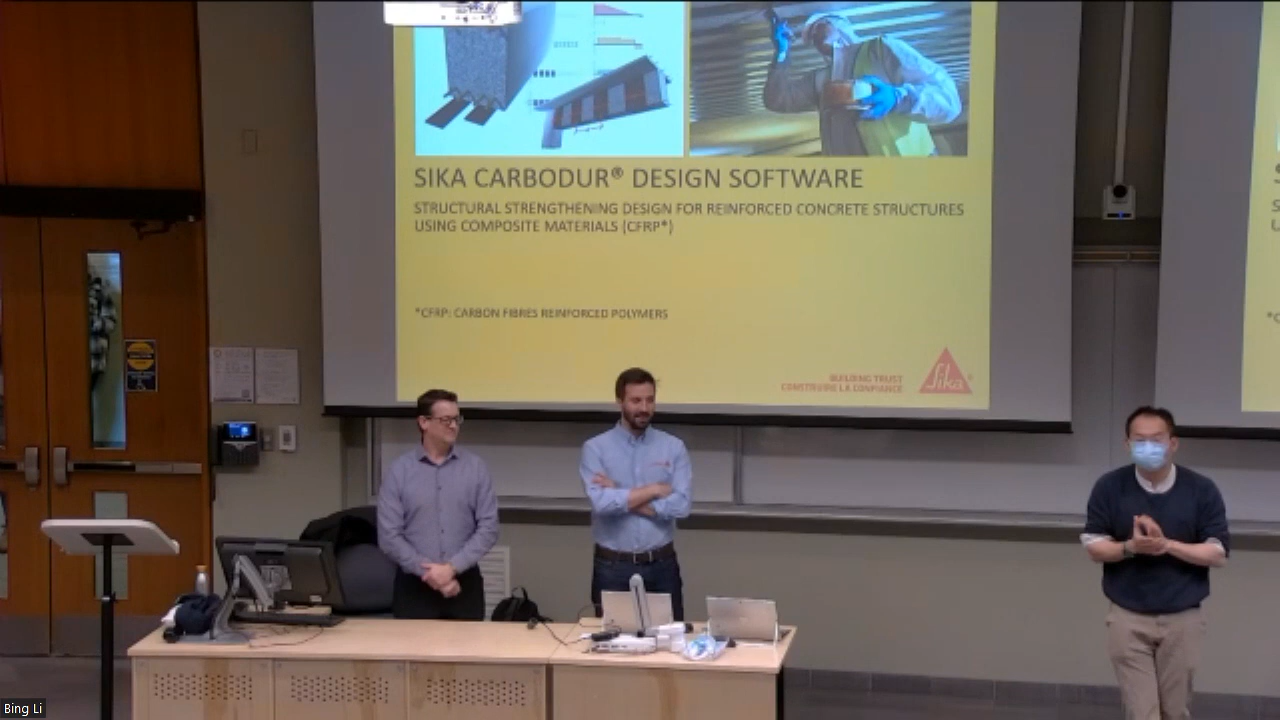 SIKA CARBODUR® DESIGN SOFTWARE
STRUCTURAL STRENGTHENING DESIGN FOR REINFORCED CONCRETE STRUCTURES
USING COMPOSITE MATERIALS (CFRP*)
*CFRP: CARBON FIBRES REINFORCED POLYMERS
BUILDING TRUST
CONSTRUIRE LA CONFIANCE
Sika®
Bing Li